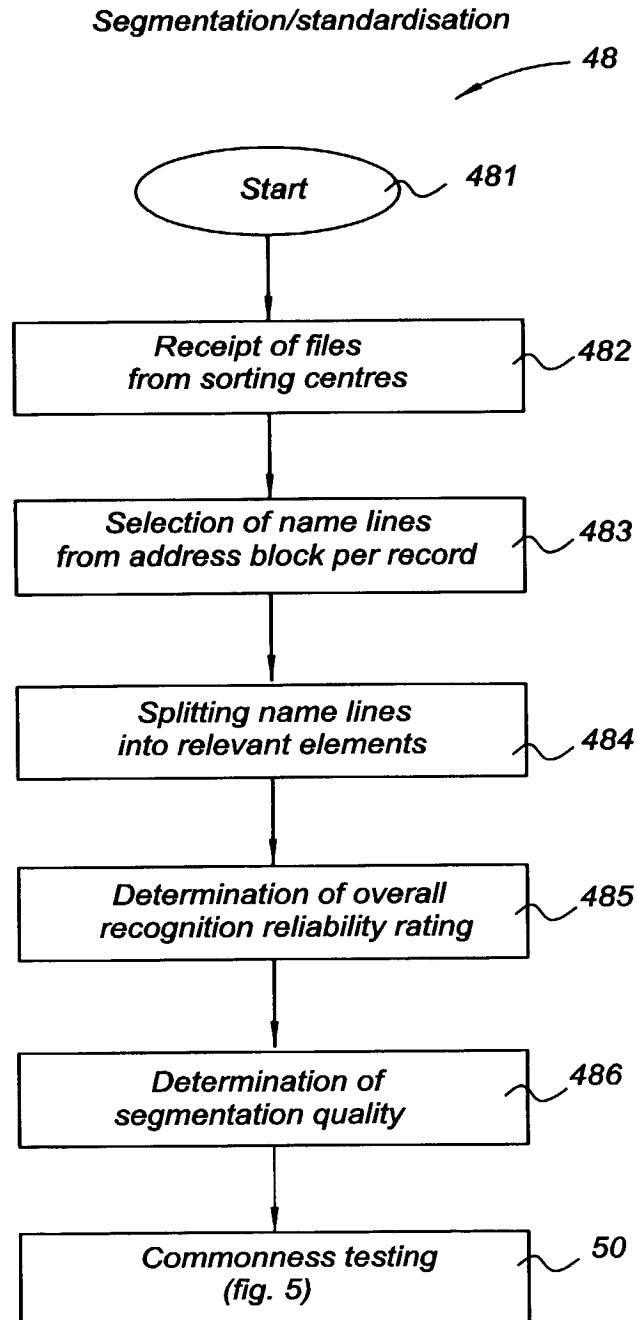 Segmentation/standardisation
48
Start
481
Receipt of files
from sorting centres
482
Selection of name lines
from address block per record
483
Splitting name lines
into relevant elements
484
Determination of overall
recognition reliability rating
485
Determination of
segmentation quality
486
Commonness testing
(fig. 5)
50